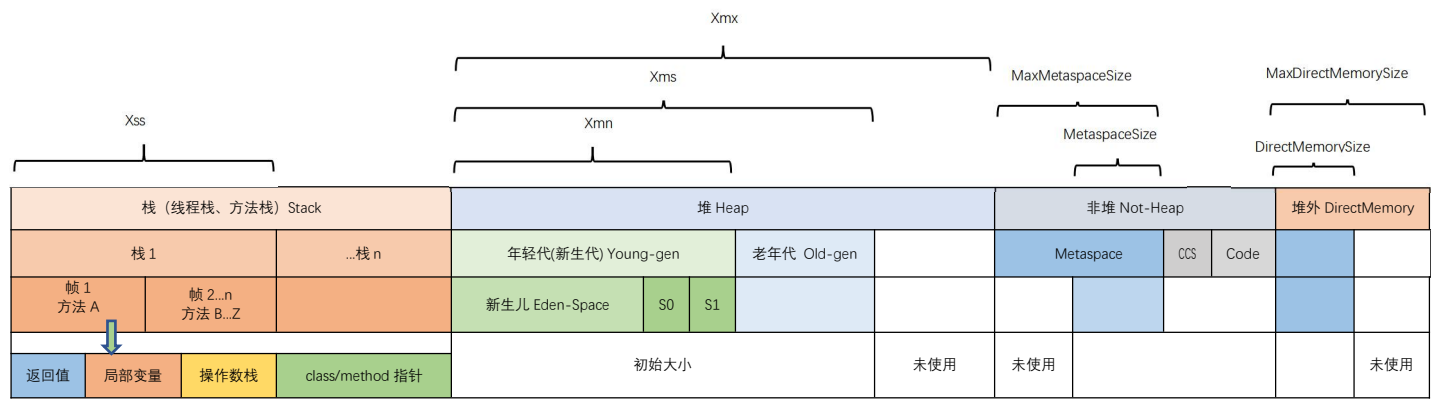 Xmx
Xms
MaxMetaspaceSize
MaxDirectMemorySize
Xss
Xmn
MetaspaceSize
DirectMemorySize
栈（线程栈、方法栈）Stack
堆 Heap
非堆 Not-Heap
堆外 DirectMemory
栈 1
...栈 n
年轻代(新生代) Young-gen
老年代 Old-gen
Metaspace
CCS
Code
帧 1
方法 A
帧 2...n
方法 B...Z
新生儿 Eden-Space
S0
S1
返回值
局部变量
操作数栈
class/method 指针
初始大小
未使用
未使用
未使用